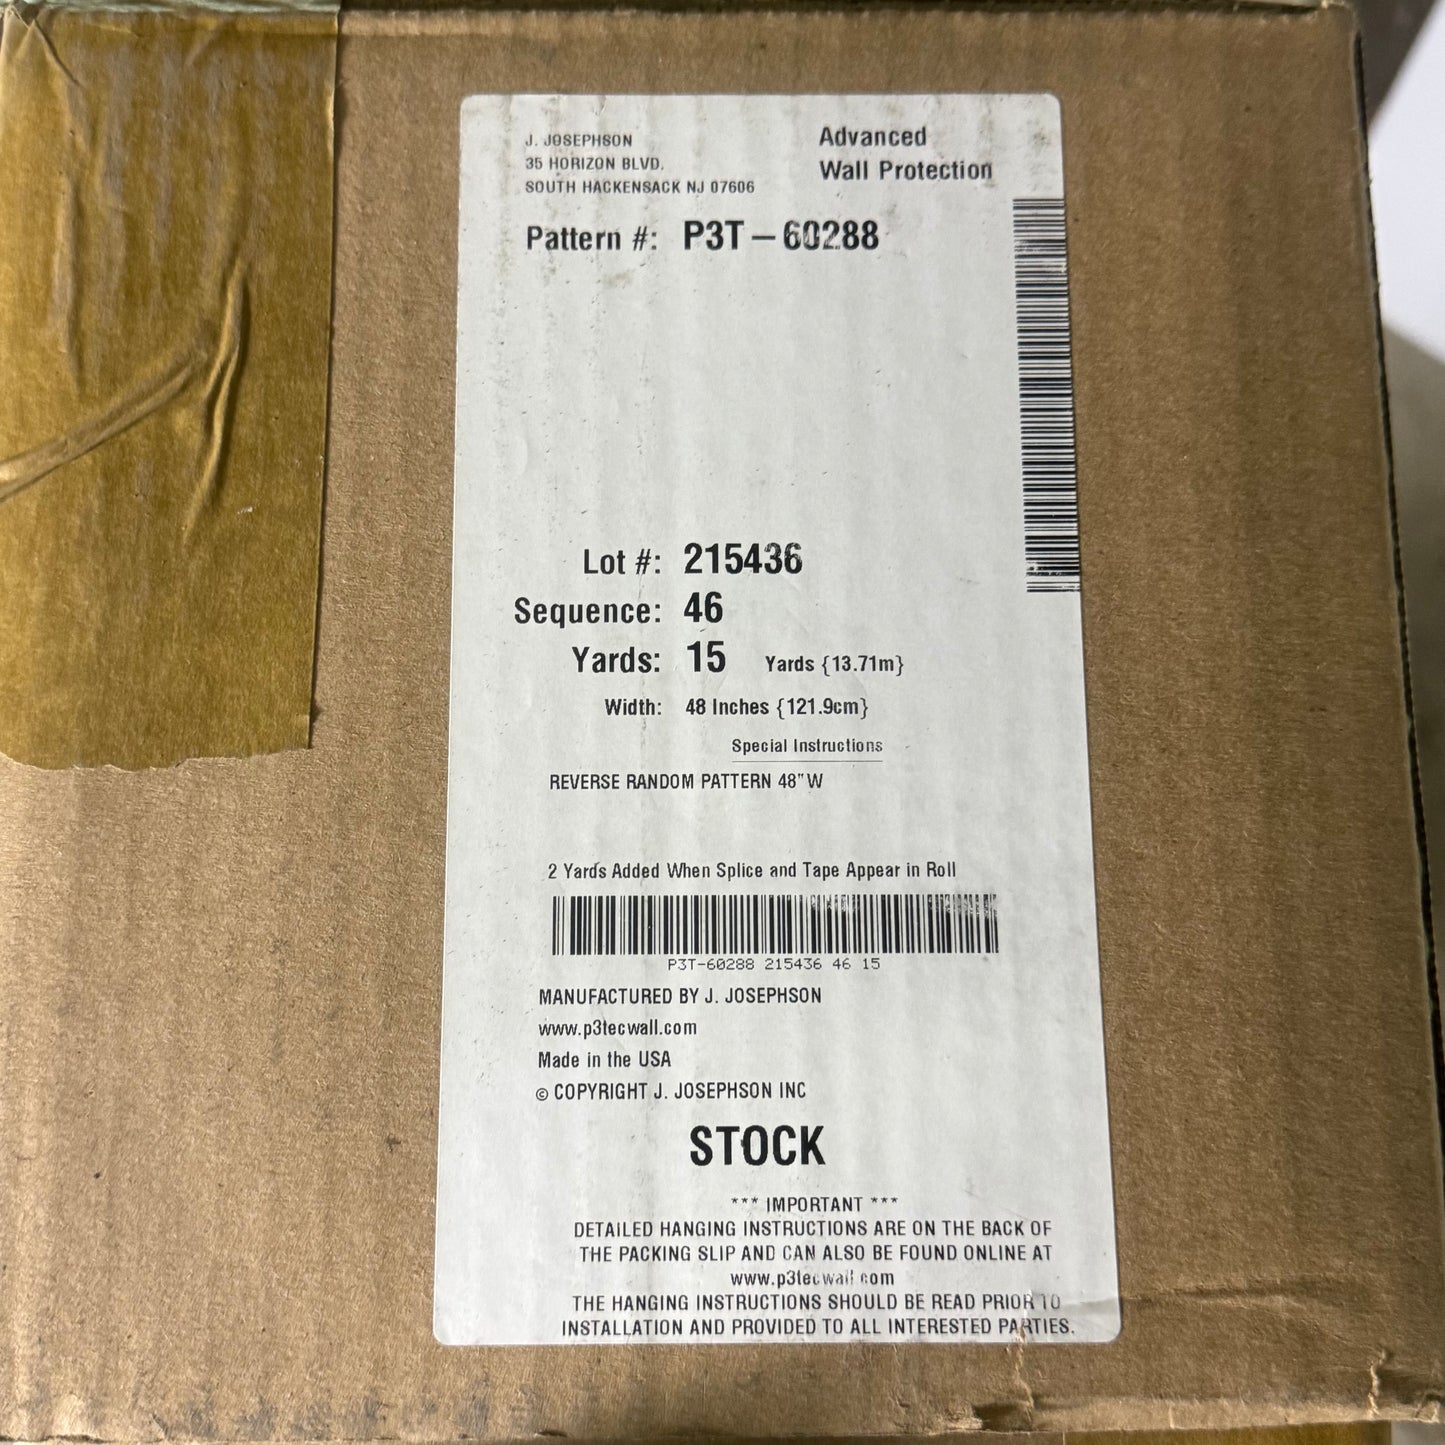 J. JOSEPHSON
35 HORIZON BLVD.
SOUTH HACKENSACK NJ 07606
Advanced
Wall Protection
Pattern #: P3T – 60288
Lot #: 215436
Sequence: 46
Yards: 15 Yards {13.71m}
Width: 48 Inches {121.9cm}
Special Instructions
REVERSE RANDOM PATTERN 48"W
2 Yards Added When Splice and Tape Appear in Roll
P3T-60288 215436 46 15
MANUFACTURED BY J. JOSEPHSON
www.p3tecwall.com
Made in the USA
© COPYRIGHT J. JOSEPHSON INC
STOCK
*** IMPORTANT ***
DETAILED HANGING INSTRUCTIONS ARE ON THE BACK OF
THE PACKING SLIP AND CAN ALSO BE FOUND ONLINE AT
www.p3tecwall.com
THE HANGING INSTRUCTIONS SHOULD BE READ PRIOR TO
INSTALLATION AND PROVIDED TO ALL INTERESTED PARTIES.